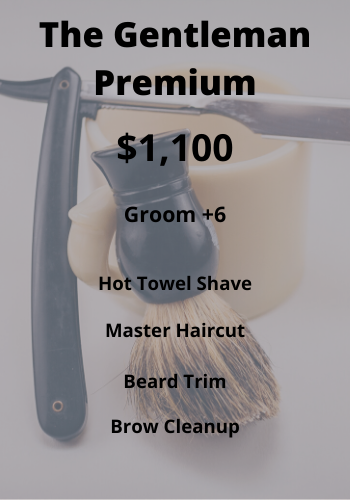 The Gentleman
Premium
$1,100
Groom +6
Hot Towel Shave
Master Haircut
Beard Trim
Brow Cleanup